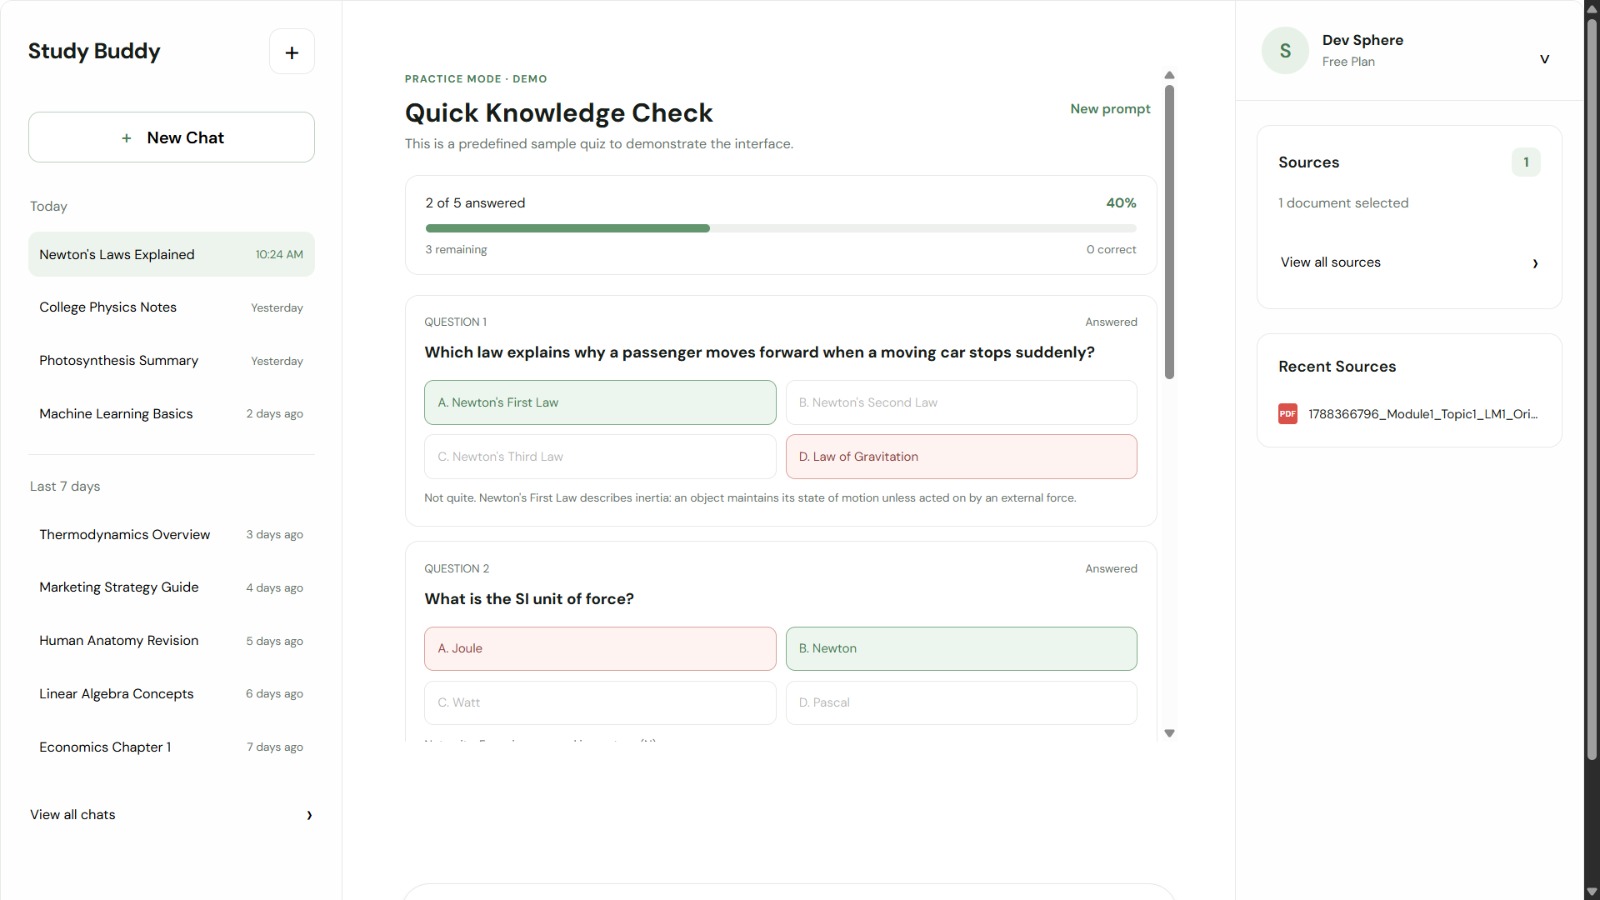 Study Buddy
+
+ New Chat
Today
Newton's Laws Explained 10:24 AM
College Physics Notes Yesterday
Photosynthesis Summary Yesterday
Machine Learning Basics 2 days ago
Last 7 days
Thermodynamics Overview 3 days ago
Marketing Strategy Guide 4 days ago
Human Anatomy Revision 5 days ago
Linear Algebra Concepts 6 days ago
Economics Chapter 1 7 days ago
View all chats ›
PRACTICE MODE · DEMO
Quick Knowledge Check
New prompt
This is a predefined sample quiz to demonstrate the interface.
2 of 5 answered 40%
3 remaining 0 correct
QUESTION 1 Answered
Which law explains why a passenger moves forward when a moving car stops suddenly?
A. Newton's First Law
B. Newton's Second Law
C. Newton's Third Law
D. Law of Gravitation
Not quite. Newton's First Law describes inertia: an object maintains its state of motion unless acted on by an external force.
QUESTION 2 Answered
What is the SI unit of force?
A. Joule
B. Newton
C. Watt
D. Pascal
S
Dev Sphere
Free Plan
v
Sources 1
1 document selected
View all sources ›
Recent Sources
PDF 1788366796_Module1_Topic1_LM1_Ori...